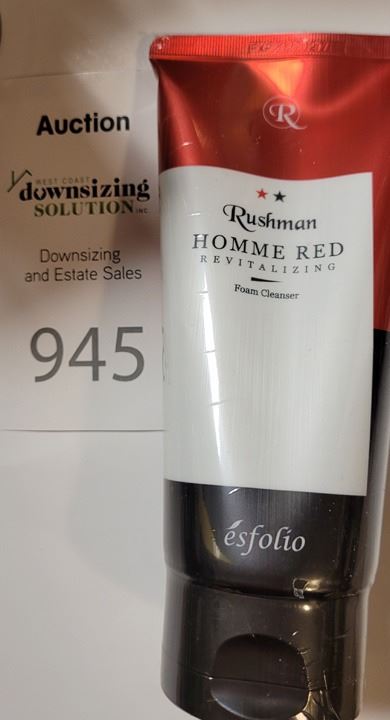 Auction
WEST COAST
downsizing
SOLUTION INC
Downsizing
and Estate Sales
945
R
Rushman
HOMME RED
REVITALIZING
Foam Cleanser
ésfolio